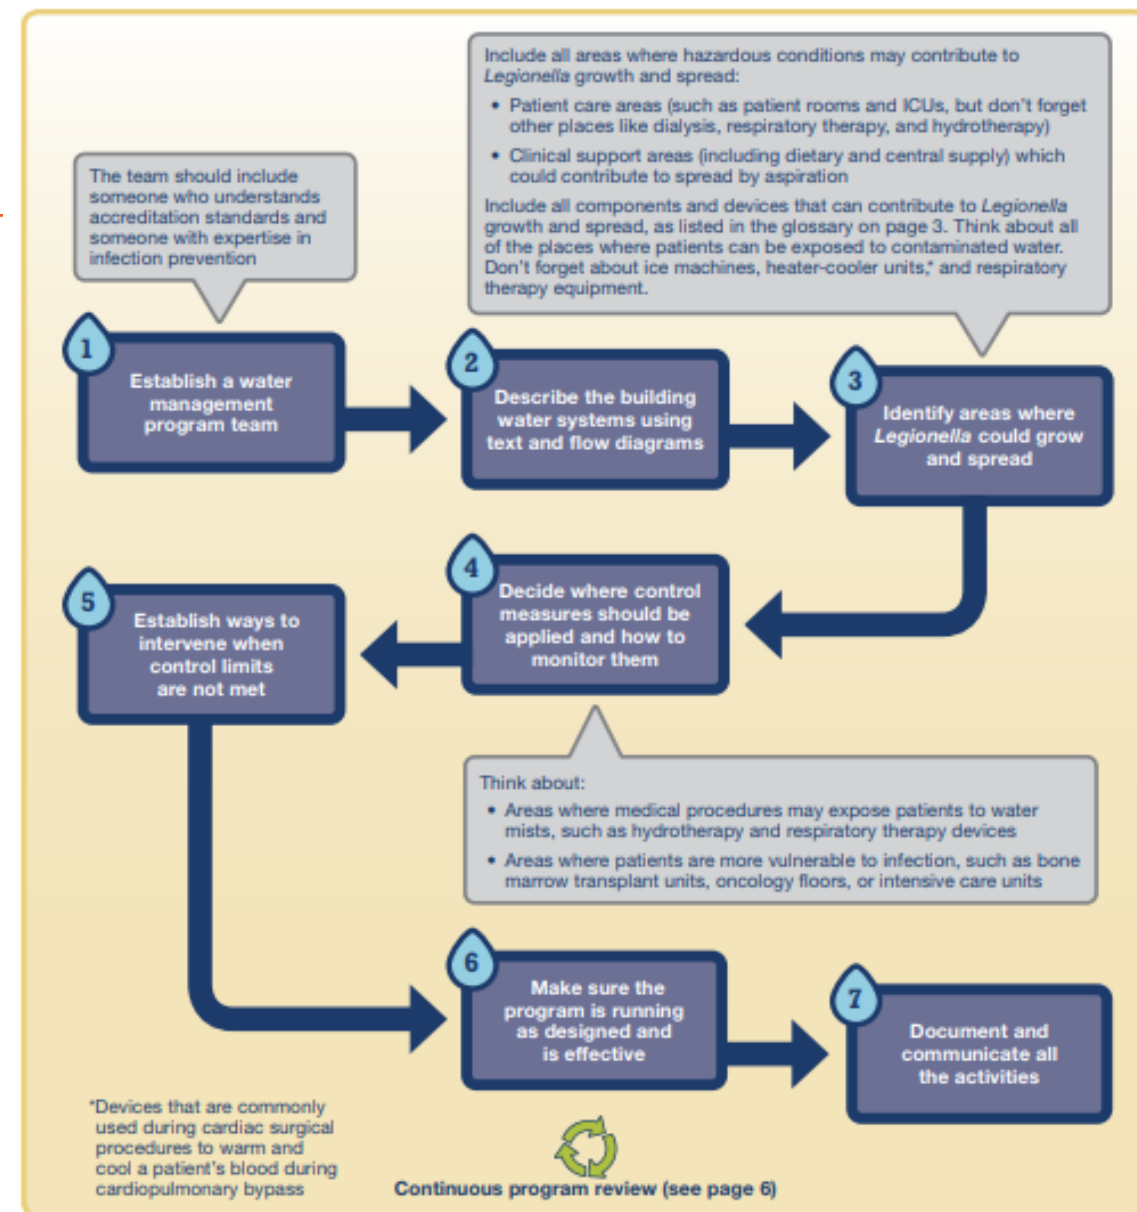 The team should include
someone who understands
accreditation standards and
someone with expertise in
infection prevention
Include all areas where hazardous conditions may contribute to
Legionella growth and spread:
• Patient care areas (such as patient rooms and ICUs, but don't forget
other places like dialysis, respiratory therapy, and hydrotherapy)
• Clinical support areas (including dietary and central supply) which
could contribute to spread by aspiration
Include all components and devices that can contribute to Legionella
growth and spread, as listed in the glossary on page 3. Think about all
of the places where patients can be exposed to contaminated water.
Don't forget about ice machines, heater-cooler units,* and respiratory
therapy equipment.
1
Establish a water
management
program team
2
Describe the building
water systems using
text and flow diagrams
3
Identify areas where
Legionella could grow
and spread
4
Decide where control
measures should be
applied and how to
monitor them
5
Establish ways to
intervene when
control limits
are not met
Think about:
• Areas where medical procedures may expose patients to water
mists, such as hydrotherapy and respiratory therapy devices
• Areas where patients are more vulnerable to infection, such as bone
marrow transplant units, oncology floors, or intensive care units
6
Make sure the
program is running
as designed and
is effective
7
Document and
communicate all
the activities
*Devices that are commonly
used during cardiac surgical
procedures to warm and
cool a patient's blood during
cardiopulmonary bypass
Continuous program review (see page 6)